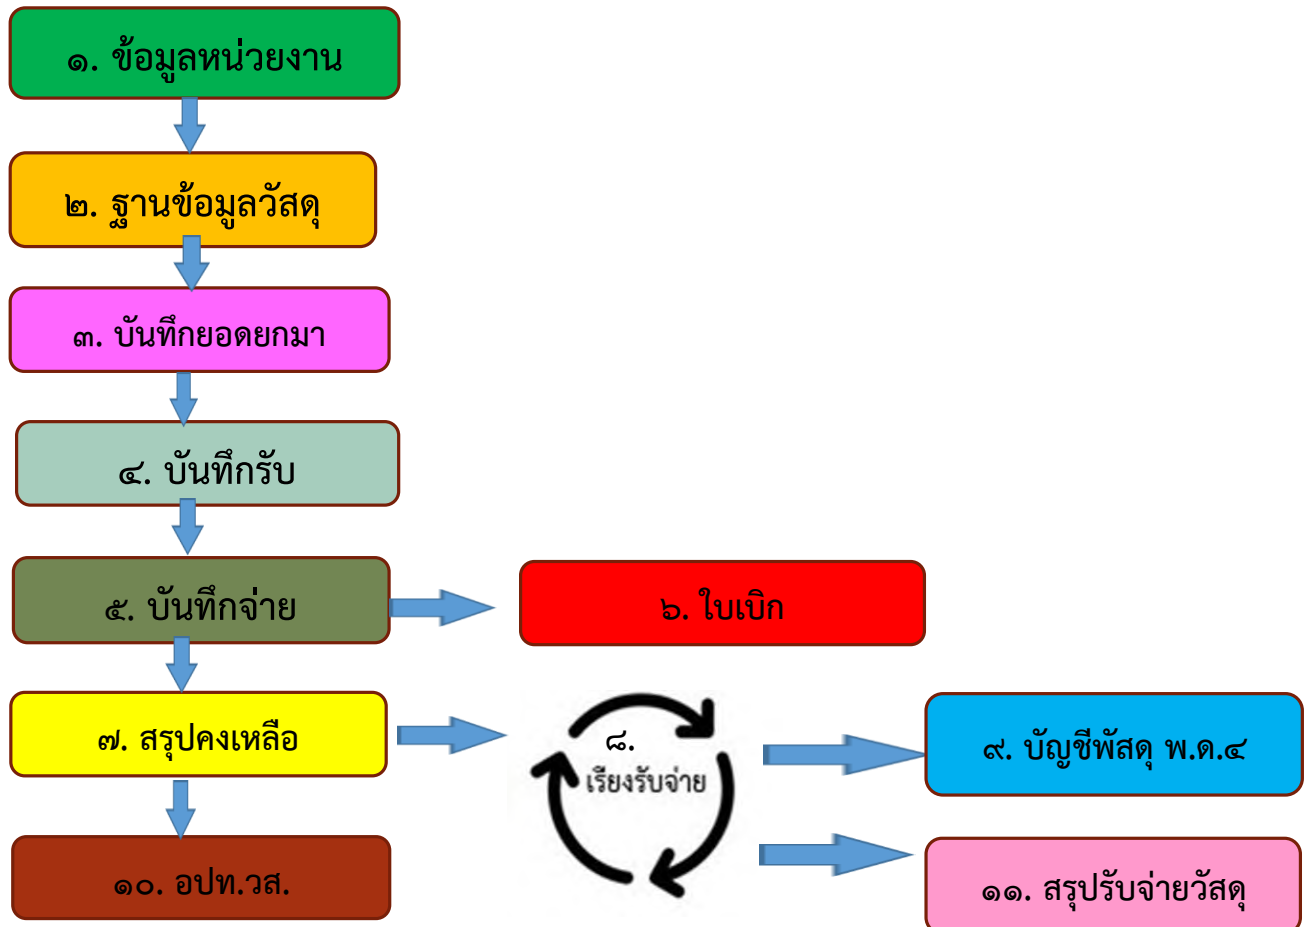 ๑. ข้อมูลหน่วยงาน
๒. ฐานข้อมูลวัสดุ
๓. บันทึกยอดยกมา
๔. บันทึกรับ
๕. บันทึกจ่าย
๖. ใบเบิก
๗. สรุปคงเหลือ
๘.
เรียงรับจ่าย
๙. บัญชีพัสดุ พ.ด.๔
๑๐. อปท.วส.
๑๑. สรุปรับจ่ายวัสดุ